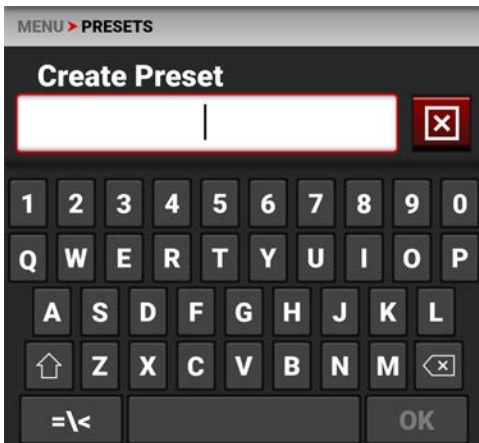 MENU > PRESETS
Create Preset
1 2 3 4 5 6 7 8 9 0
Q W E R T Y U I O P
A S D F G H J K L
Z X C V B N M
=\< OK